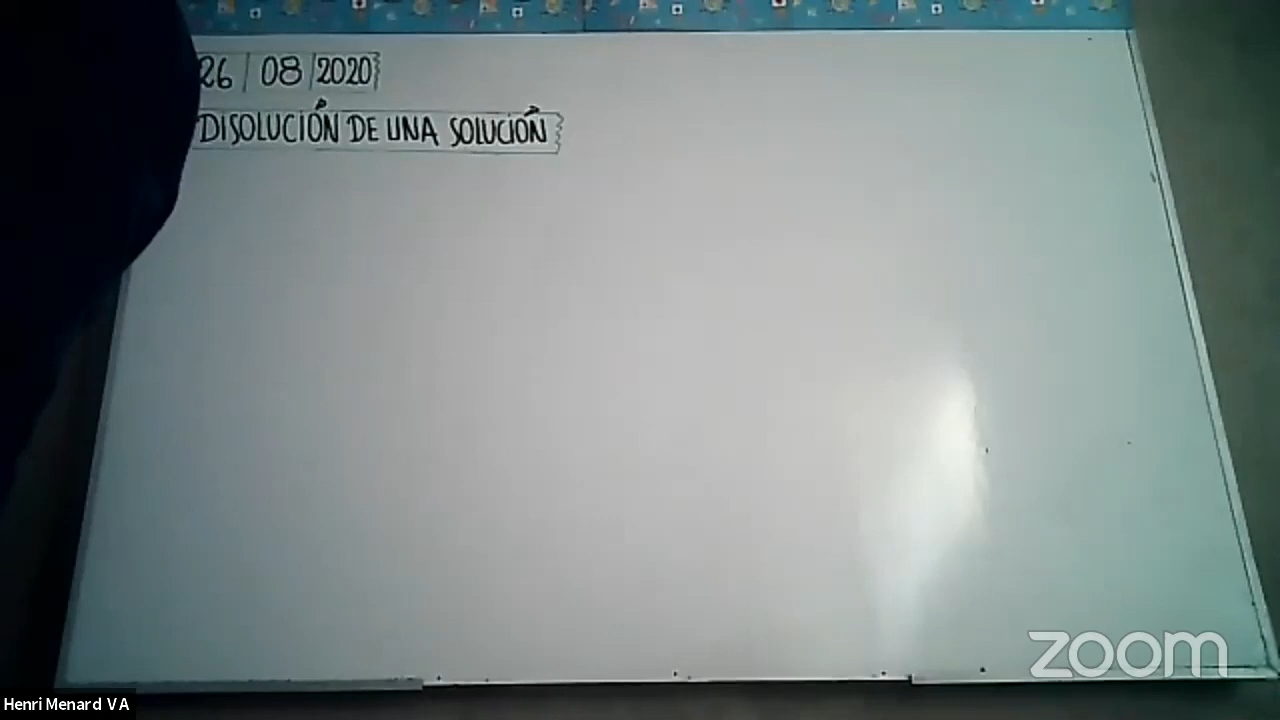 26 | 08 | 2020
DISOLUCIÓN DE UNA SOLUCIÓN
zoom
Henri Menard VA